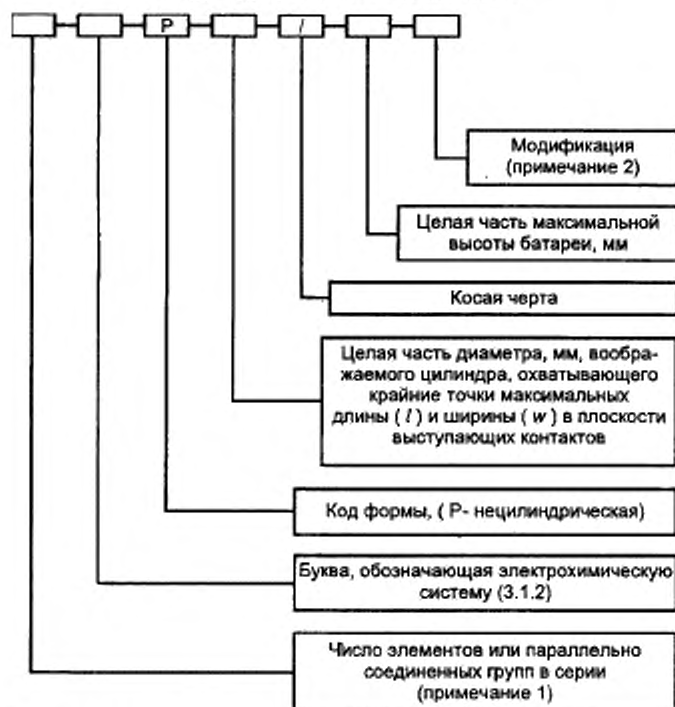 P /
Модификация
(примечание 2)
Целая часть максимальной
высоты батареи, мм
Косая черта
Целая часть диаметра, мм, вообра-
жаемого цилиндра, охватывающего
крайние точки максимальных
длины ( l ) и ширины ( w ) в плоскости
выступающих контактов
Код формы, ( P- нецилиндрическая)
Буква, обозначающая электрохимическую
систему (3.1.2)
Число элементов или параллельно
соединенных групп в серии
(примечание 1)